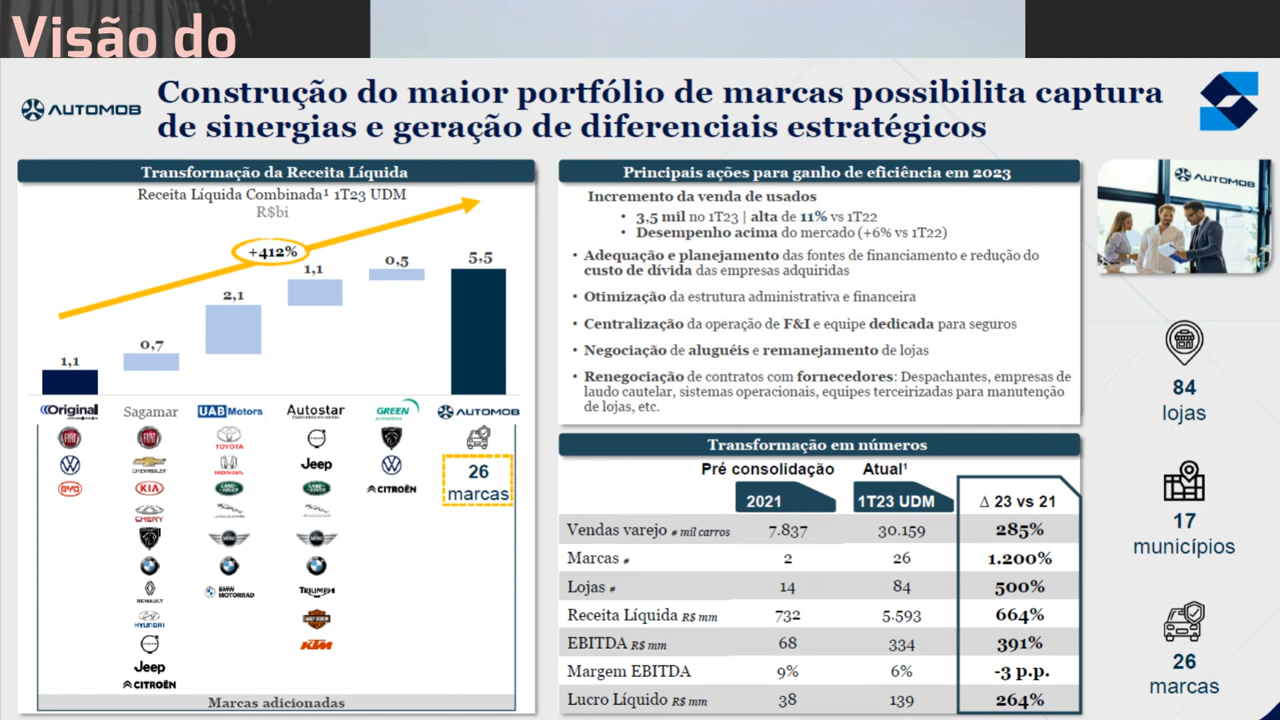 Visão do
AUTOMOB
Construção do maior portfólio de marcas possibilita captura
de sinergias e geração de diferenciais estratégicos
Transformação da Receita Líquida
Receita Líquida Combinada¹ 1T23 UDM
R$bi
+412%
1,1
0,7
2,1
1,1
0,5
5,5
Original
Sagamar
UAB Motors
Autostar
GREEN
AUTOMOB
FIAT
FIAT
TOYOTA
CHEVROLET
HONDA
Jeep
BYD
KIA
LAND ROVER
LAND ROVER
CITROËN
CHERY
JAGUAR
JAGUAR
MINI
MINI
BMW MOTORRAD
RENAULT
TRIUMPH
HYUNDAI
HARLEY
KTM
Jeep
CITROËN
26
marcas
Marcas adicionadas
Principais ações para ganho de eficiência em 2023
Incremento da venda de usados
• 3,5 mil no 1T23 | alta de 11% vs 1T22
• Desempenho acima do mercado (+6% vs 1T22)
• Adequação e planejamento das fontes de financiamento e redução do
custo de dívida das empresas adquiridas
• Otimização da estrutura administrativa e financeira
• Centralização da operação de F&I e equipe dedicada para seguros
• Negociação de aluguéis e remanejamento de lojas
• Renegociação de contratos com fornecedores: Despachantes, empresas de
laudo cautelar, sistemas operacionais, equipes terceirizadas para manutenção
de lojas, etc.
Transformação em números
Pré consolidação Atual¹
2021 1T23 UDM Δ 23 vs 21
Vendas varejo # mil carros 7.837 30.159 285%
Marcas # 2 26 1.200%
Lojas # 14 84 500%
Receita Líquida R$ mm 732 5.593 664%
EBITDA R$ mm 68 334 391%
Margem EBITDA 9% 6% -3 p.p.
Lucro Líquido R$ mm 38 139 264%
AUTOMOB
84
lojas
17
municípios
26
marcas